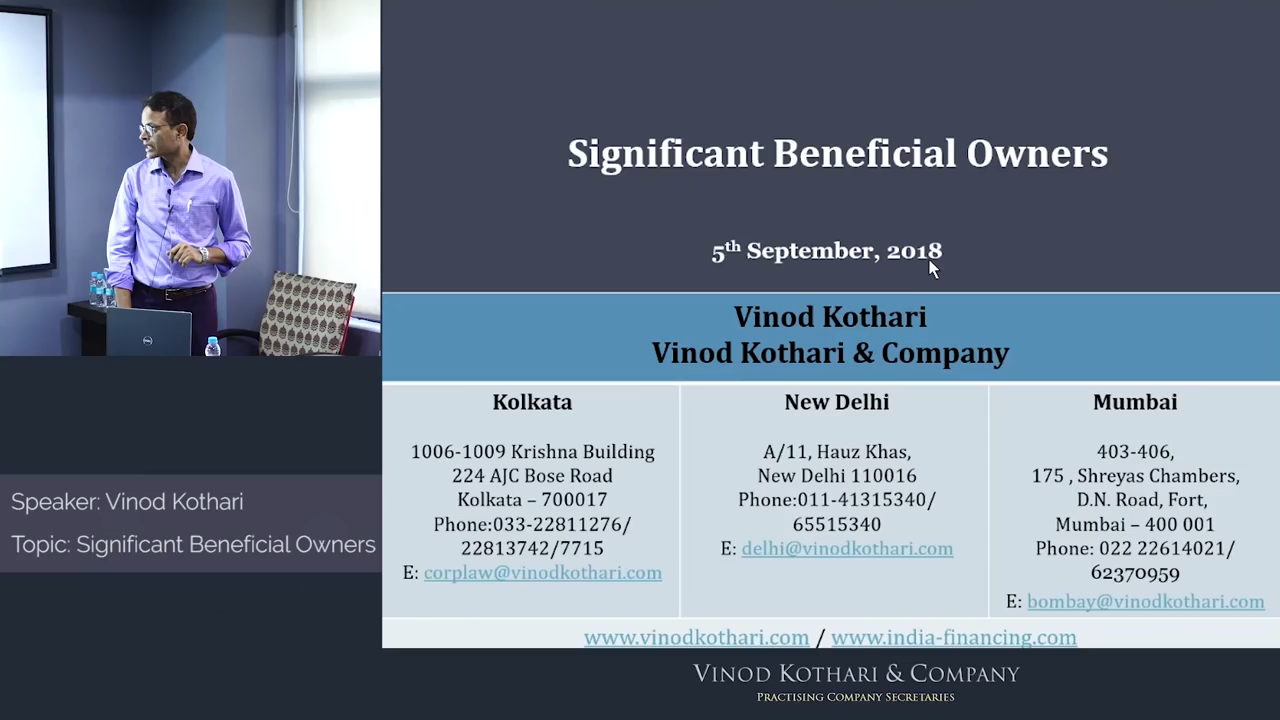 Significant Beneficial Owners
5th September, 2018
Vinod Kothari
Vinod Kothari & Company
Kolkata
1006-1009 Krishna Building
224 AJC Bose Road
Kolkata – 700017
Phone:033-22811276/
22813742/7715
E: corplaw@vinodkothari.com
New Delhi
A/11, Hauz Khas,
New Delhi 110016
Phone:011-41315340/
65515340
E: delhi@vinodkothari.com
Mumbai
403-406,
175 , Shreyas Chambers,
D.N. Road, Fort,
Mumbai – 400 001
Phone: 022 22614021/
62370959
E: bombay@vinodkothari.com
www.vinodkothari.com / www.india-financing.com
Speaker: Vinod Kothari
Topic: Significant Beneficial Owners
VINOD KOTHARI & COMPANY
PRACTISING COMPANY SECRETARIES